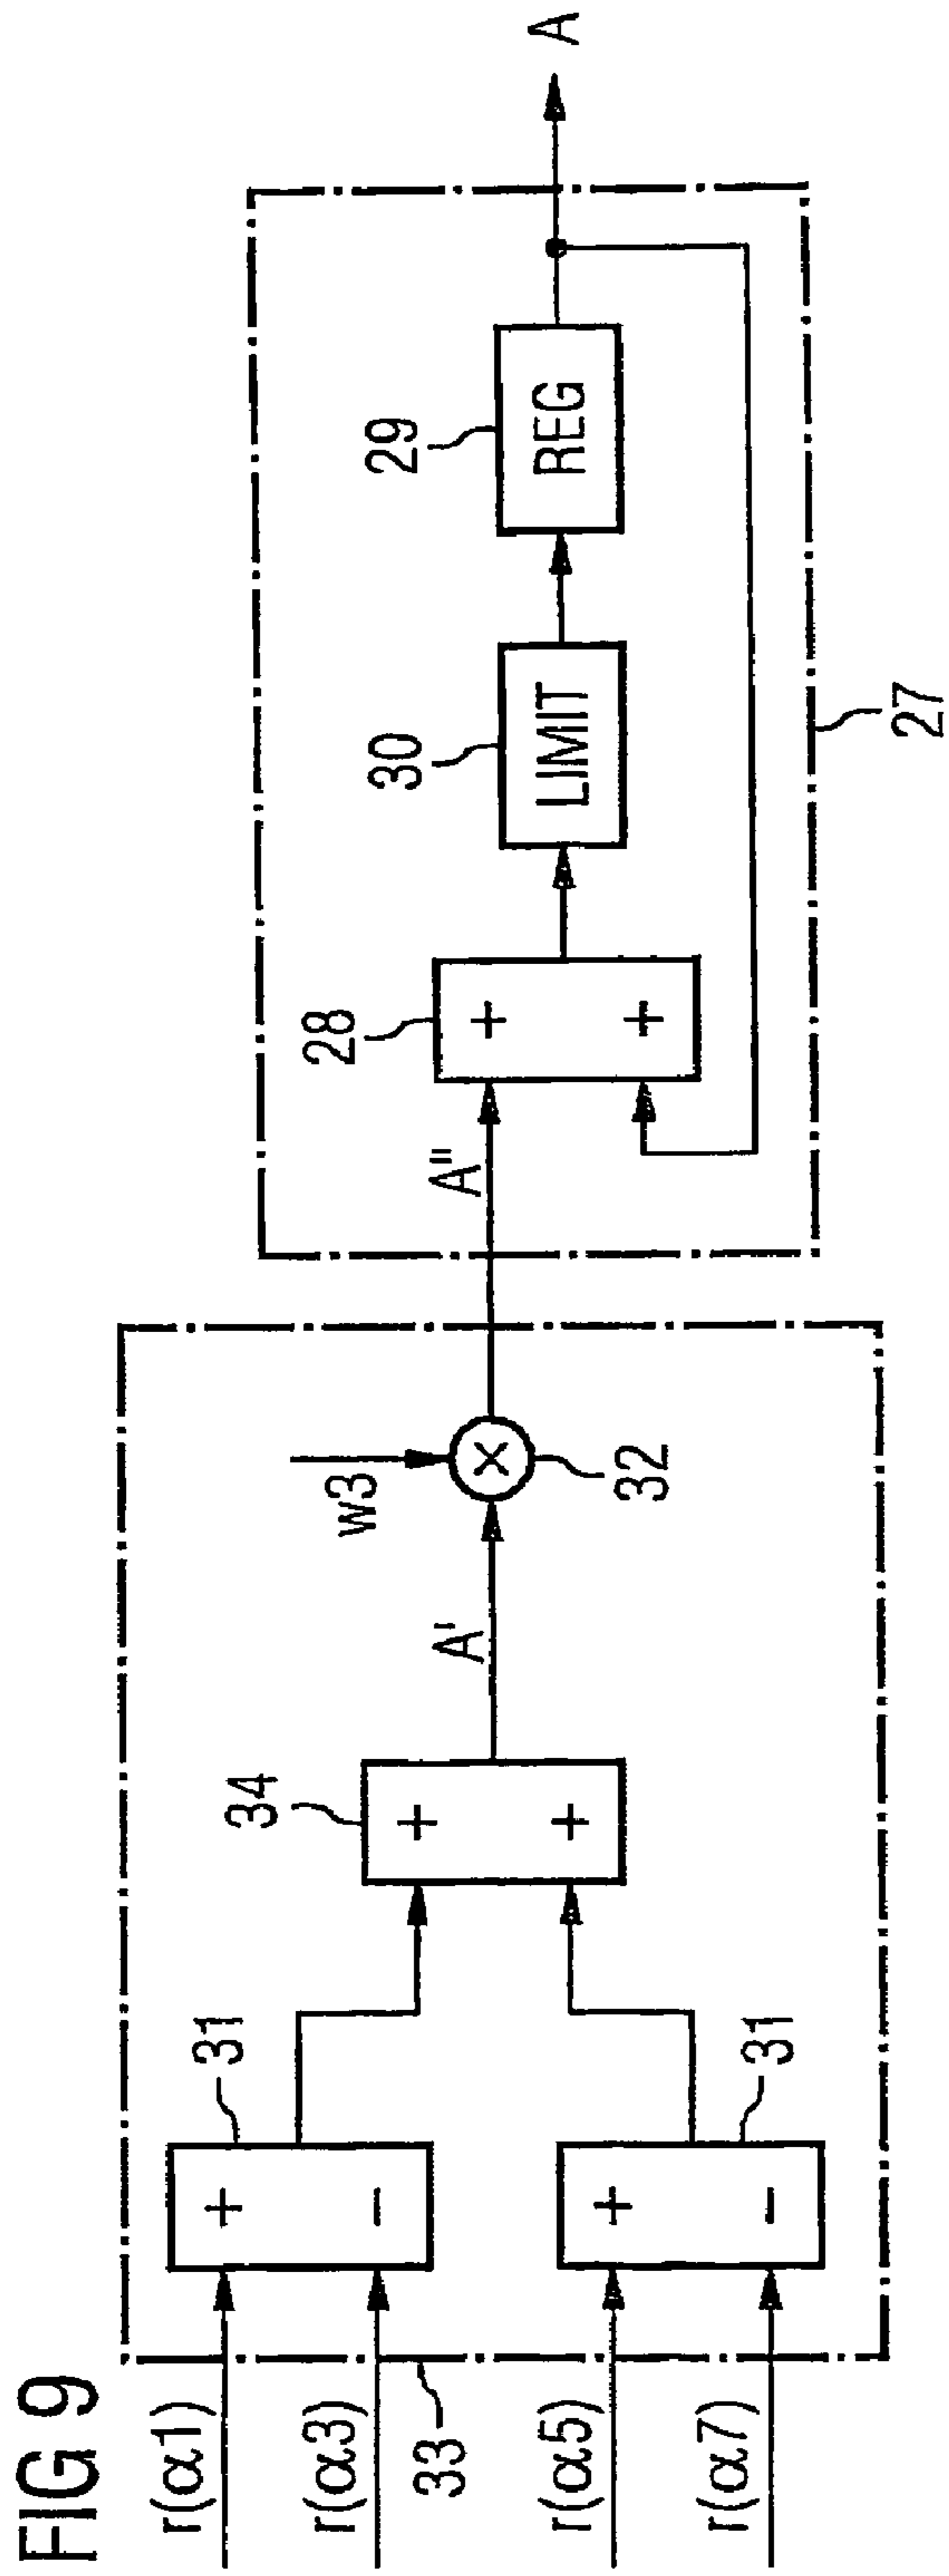 FIG 9
r(α1)
r(α3)
r(α5)
r(α7)
33
+
-
31
+
-
31
34
+
+
A'
w3
×
32
A"
28
+
+
30
LIMIT
29
REG
27
A